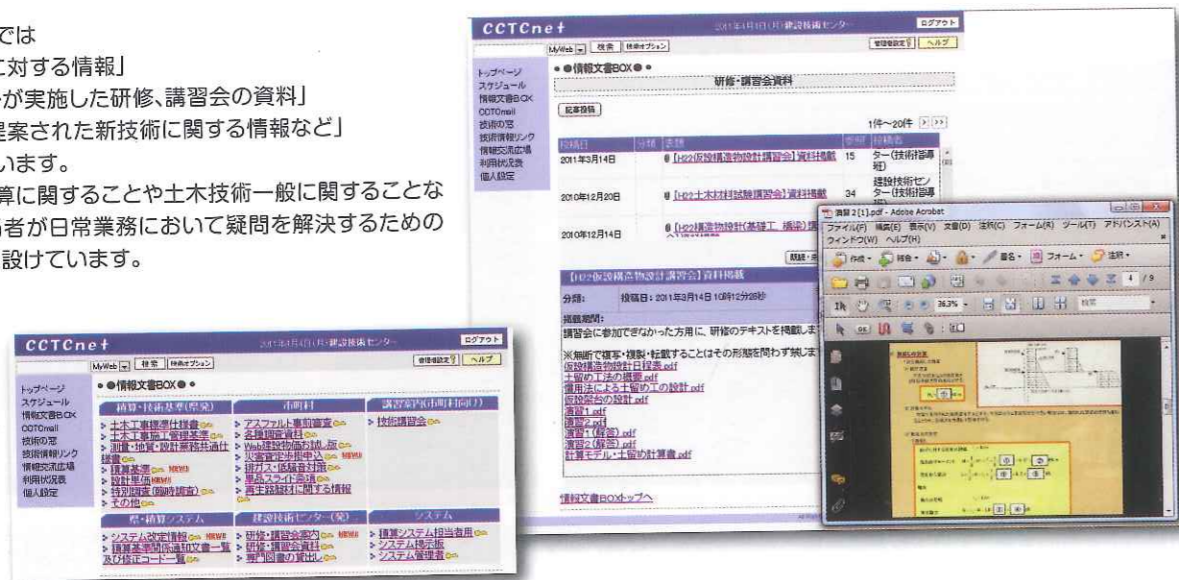 では
に対する情報」
が実施した研修、講習会の資料」
提案された新技術に関する情報など」
います。
算に関することや土木技術一般に関することな
当者が日常業務において疑問を解決するための
設けています。
CCTCnet
2011年4月4日(月) 建設技術センター
ログアウト
MyWeb 検索 検索オプション
管理者設定 ヘルプ
トップページ
スケジュール
情報文書BOX
CCTCmail
技術の窓
技術情報リンク
情報交流広場
利用状況表
個人設定
●情報文書BOX●
研修・講習会資料
記事投稿
1件～20件
投稿日 分類 表題 参照 投稿者
2011年3月14日 【H22仮設構造物設計講習会】資料掲載 15 ター(技術指導班)
2010年12月20日 【H22土木材料試験講習会】資料掲載 34 建設技術センター(技術指導班)
2010年12月14日 【H22構造物設計(基礎工、橋梁)
【H22仮設構造物設計講習会】資料掲載
分類: 投稿日: 2011年3月14日 10時12分26秒
掲載期間:
講習会に参加できなかった方用に、研修のテキストを掲載しま
※無断で複写・複製・転載することはその形態を問わず禁じま
仮設構造物設計日程表.pdf
土留め工法の概要.pdf
慣用法による土留め工の設計.pdf
仮設架台の設計.pdf
演習1.pdf
演習2.pdf
演習1(解答).pdf
演習2(解答).pdf
計算モデル・土留め計算書.pdf
情報文書BOXトップへ
演習2[1].pdf - Adobe Acrobat
ファイル(F) 編集(E) 表示(V) 文書(D) 注釈(C) フォーム(R) ツール(T) アドバンスト(A)
ウィンドウ(W) ヘルプ(H)
作成 結合 署名 フォーム 注釈
4 / 9
36.3% 検索
CCTCnet
2011年4月4日(月) 建設技術センター
ログアウト
MyWeb 検索 検索オプション
管理者設定 ヘルプ
トップページ
スケジュール
情報文書BOX
CCTCmail
技術の窓
技術情報リンク
情報交流広場
利用状況表
個人設定
●情報文書BOX●
積算・技術基準(県発) 市町村 講習案内(市町村向け)
土木工事標準仕様書
土木工事施工管理基準
測量・地質・設計業務共通仕様書
積算基準 NEW!!
設計単価 NEW!!
特別調査(臨時調査)
その他
アスファルト事前審査
各種調査資料
Web建設物価お試し版
災害査定歩掛申込 NEW!!
排ガス・低騒音対策
単品スライド条項
再生路盤材に関する情報
技術講習会
県・積算システム 建設技術センター(発) システム
システム改定情報 NEW!!
積算基準関係通知文書一覧及び修正コード一覧
研修・講習会案内 NEW!!
研修・講習会資料
専門図書の貸出し
積算システム担当者用
システム掲示板
システム管理者